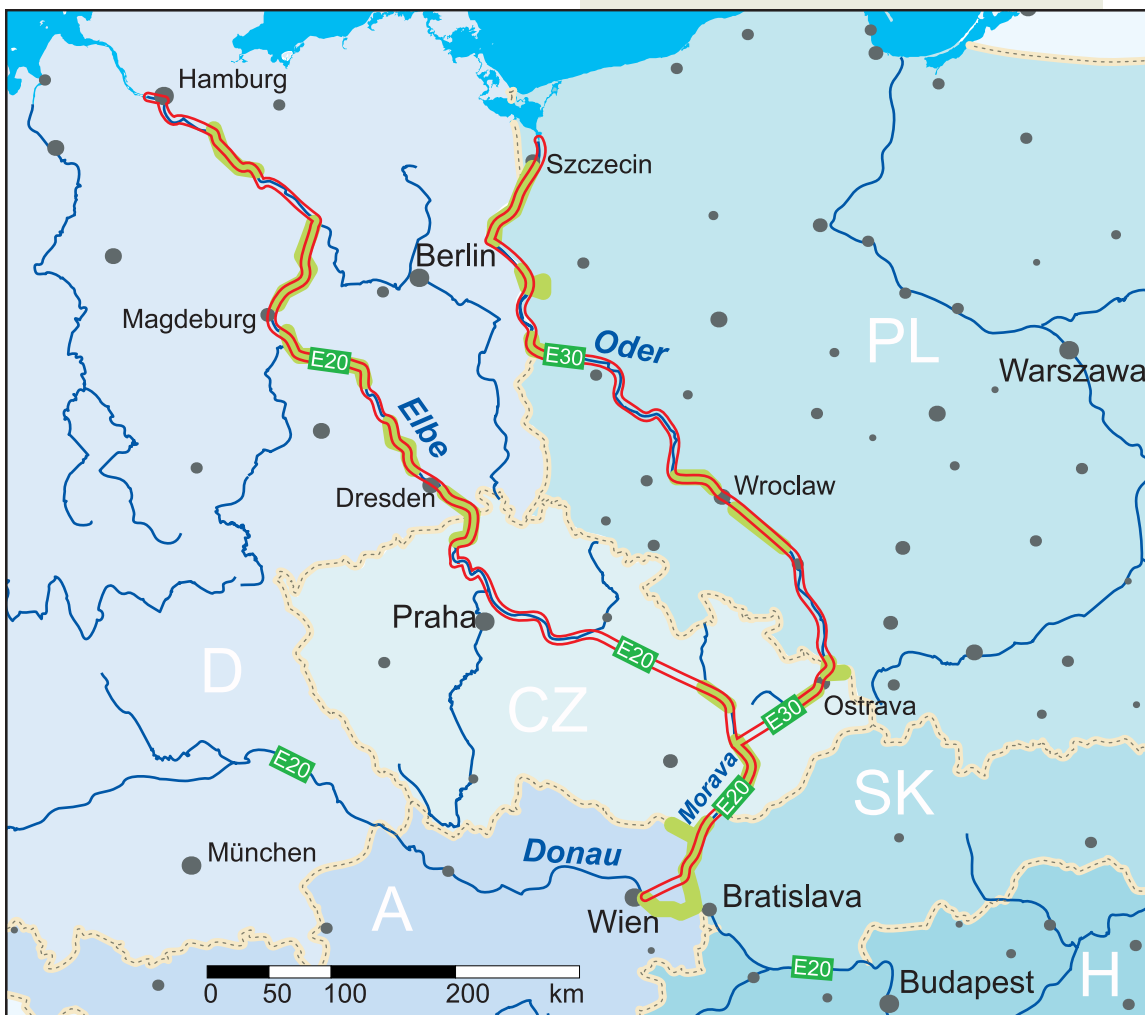 Hamburg
Szczecin
Berlin
Magdeburg
E20
E30
Oder
PL
Warszawa
Elbe
Dresden
Wroclaw
Praha
E20
D
CZ
Ostrava
E30
E20
Morava
E20
SK
München
Donau
A
Wien
Bratislava
E20
Budapest
H
0 50 100 200 km